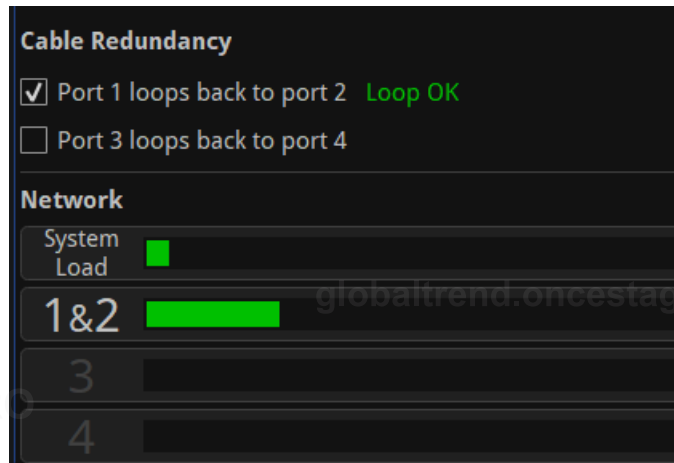 Cable Redundancy
Port 1 loops back to port 2 Loop OK
Port 3 loops back to port 4
Network
System
Load
globaltrend.oncestag
1&2
3
4